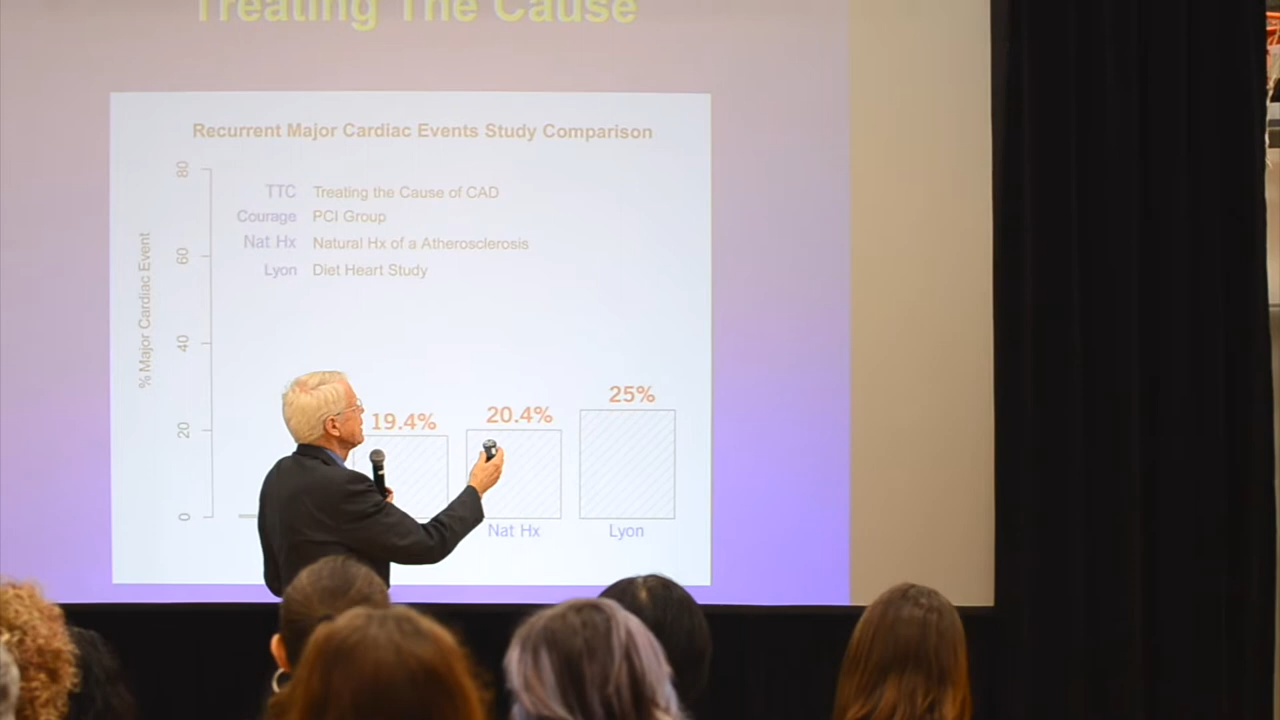 Treating The Cause
Recurrent Major Cardiac Events Study Comparison
80
60
40
20
0
% Major Cardiac Event
TTC Treating the Cause of CAD
Courage PCI Group
Nat Hx Natural Hx of a Atherosclerosis
Lyon Diet Heart Study
19.4%
20.4%
25%
Nat Hx
Lyon